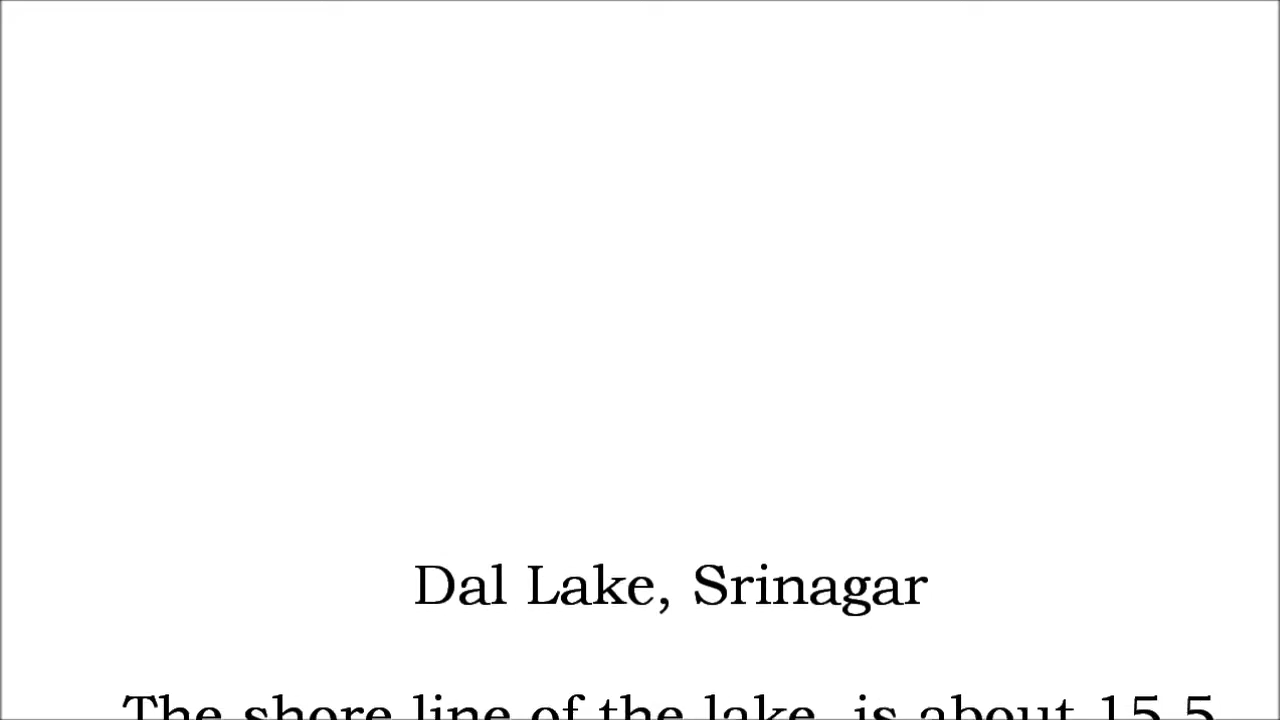 Dal Lake, Srinagar
The shore line of the lake, is about 15.5